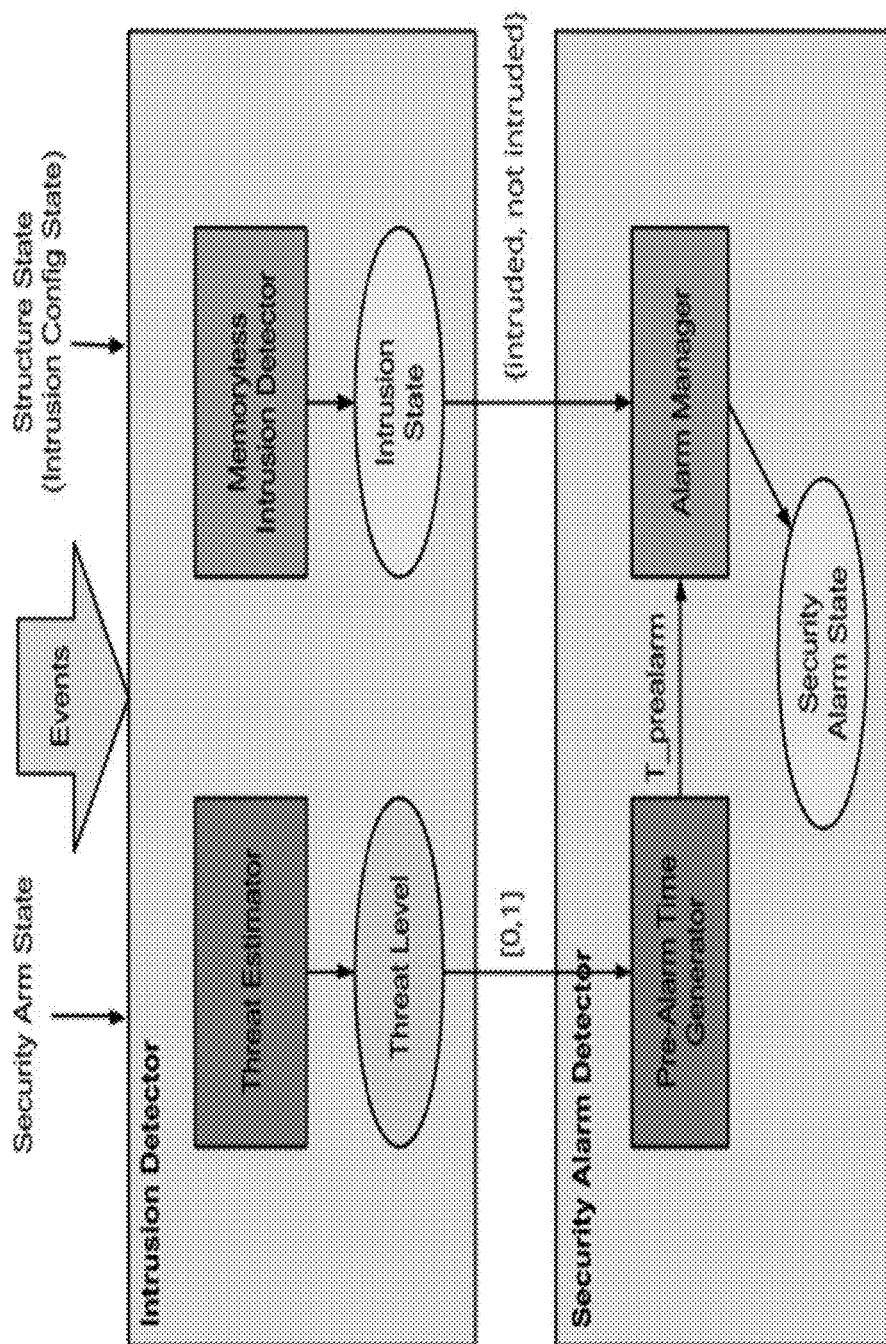 Security Arm State
Events
Structure State
(Intrusion Config State)
Intrusion Detector
Threat Estimator
Memoryless
Intrusion Detector
Threat Level
Intrusion
State
[0,1]
{intruded, not intruded}
Security Alarm Detector
Pre-Alarm Time
Generator
T_prealarm
Alarm Manager
Security
Alarm State